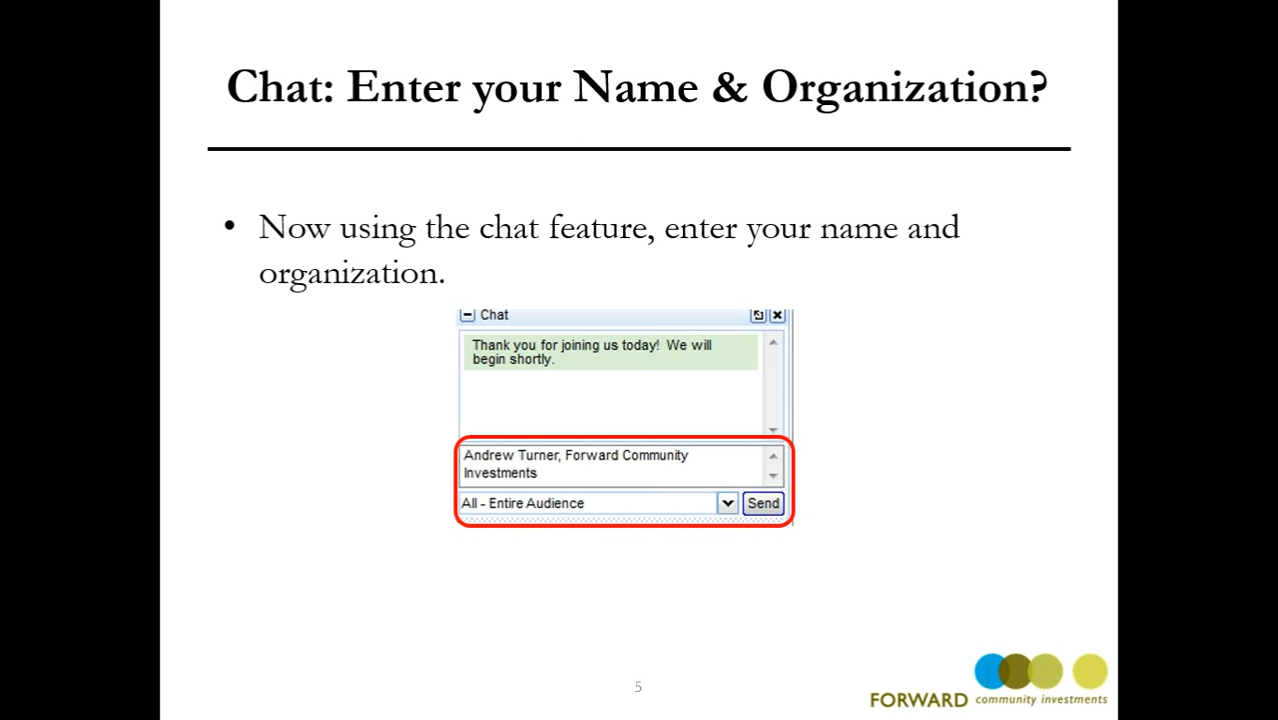 Chat: Enter your Name & Organization?
• Now using the chat feature, enter your name and
organization.
Chat
Thank you for joining us today! We will
begin shortly.
Andrew Turner, Forward Community
Investments
All - Entire Audience
Send
5
FORWARD community investments